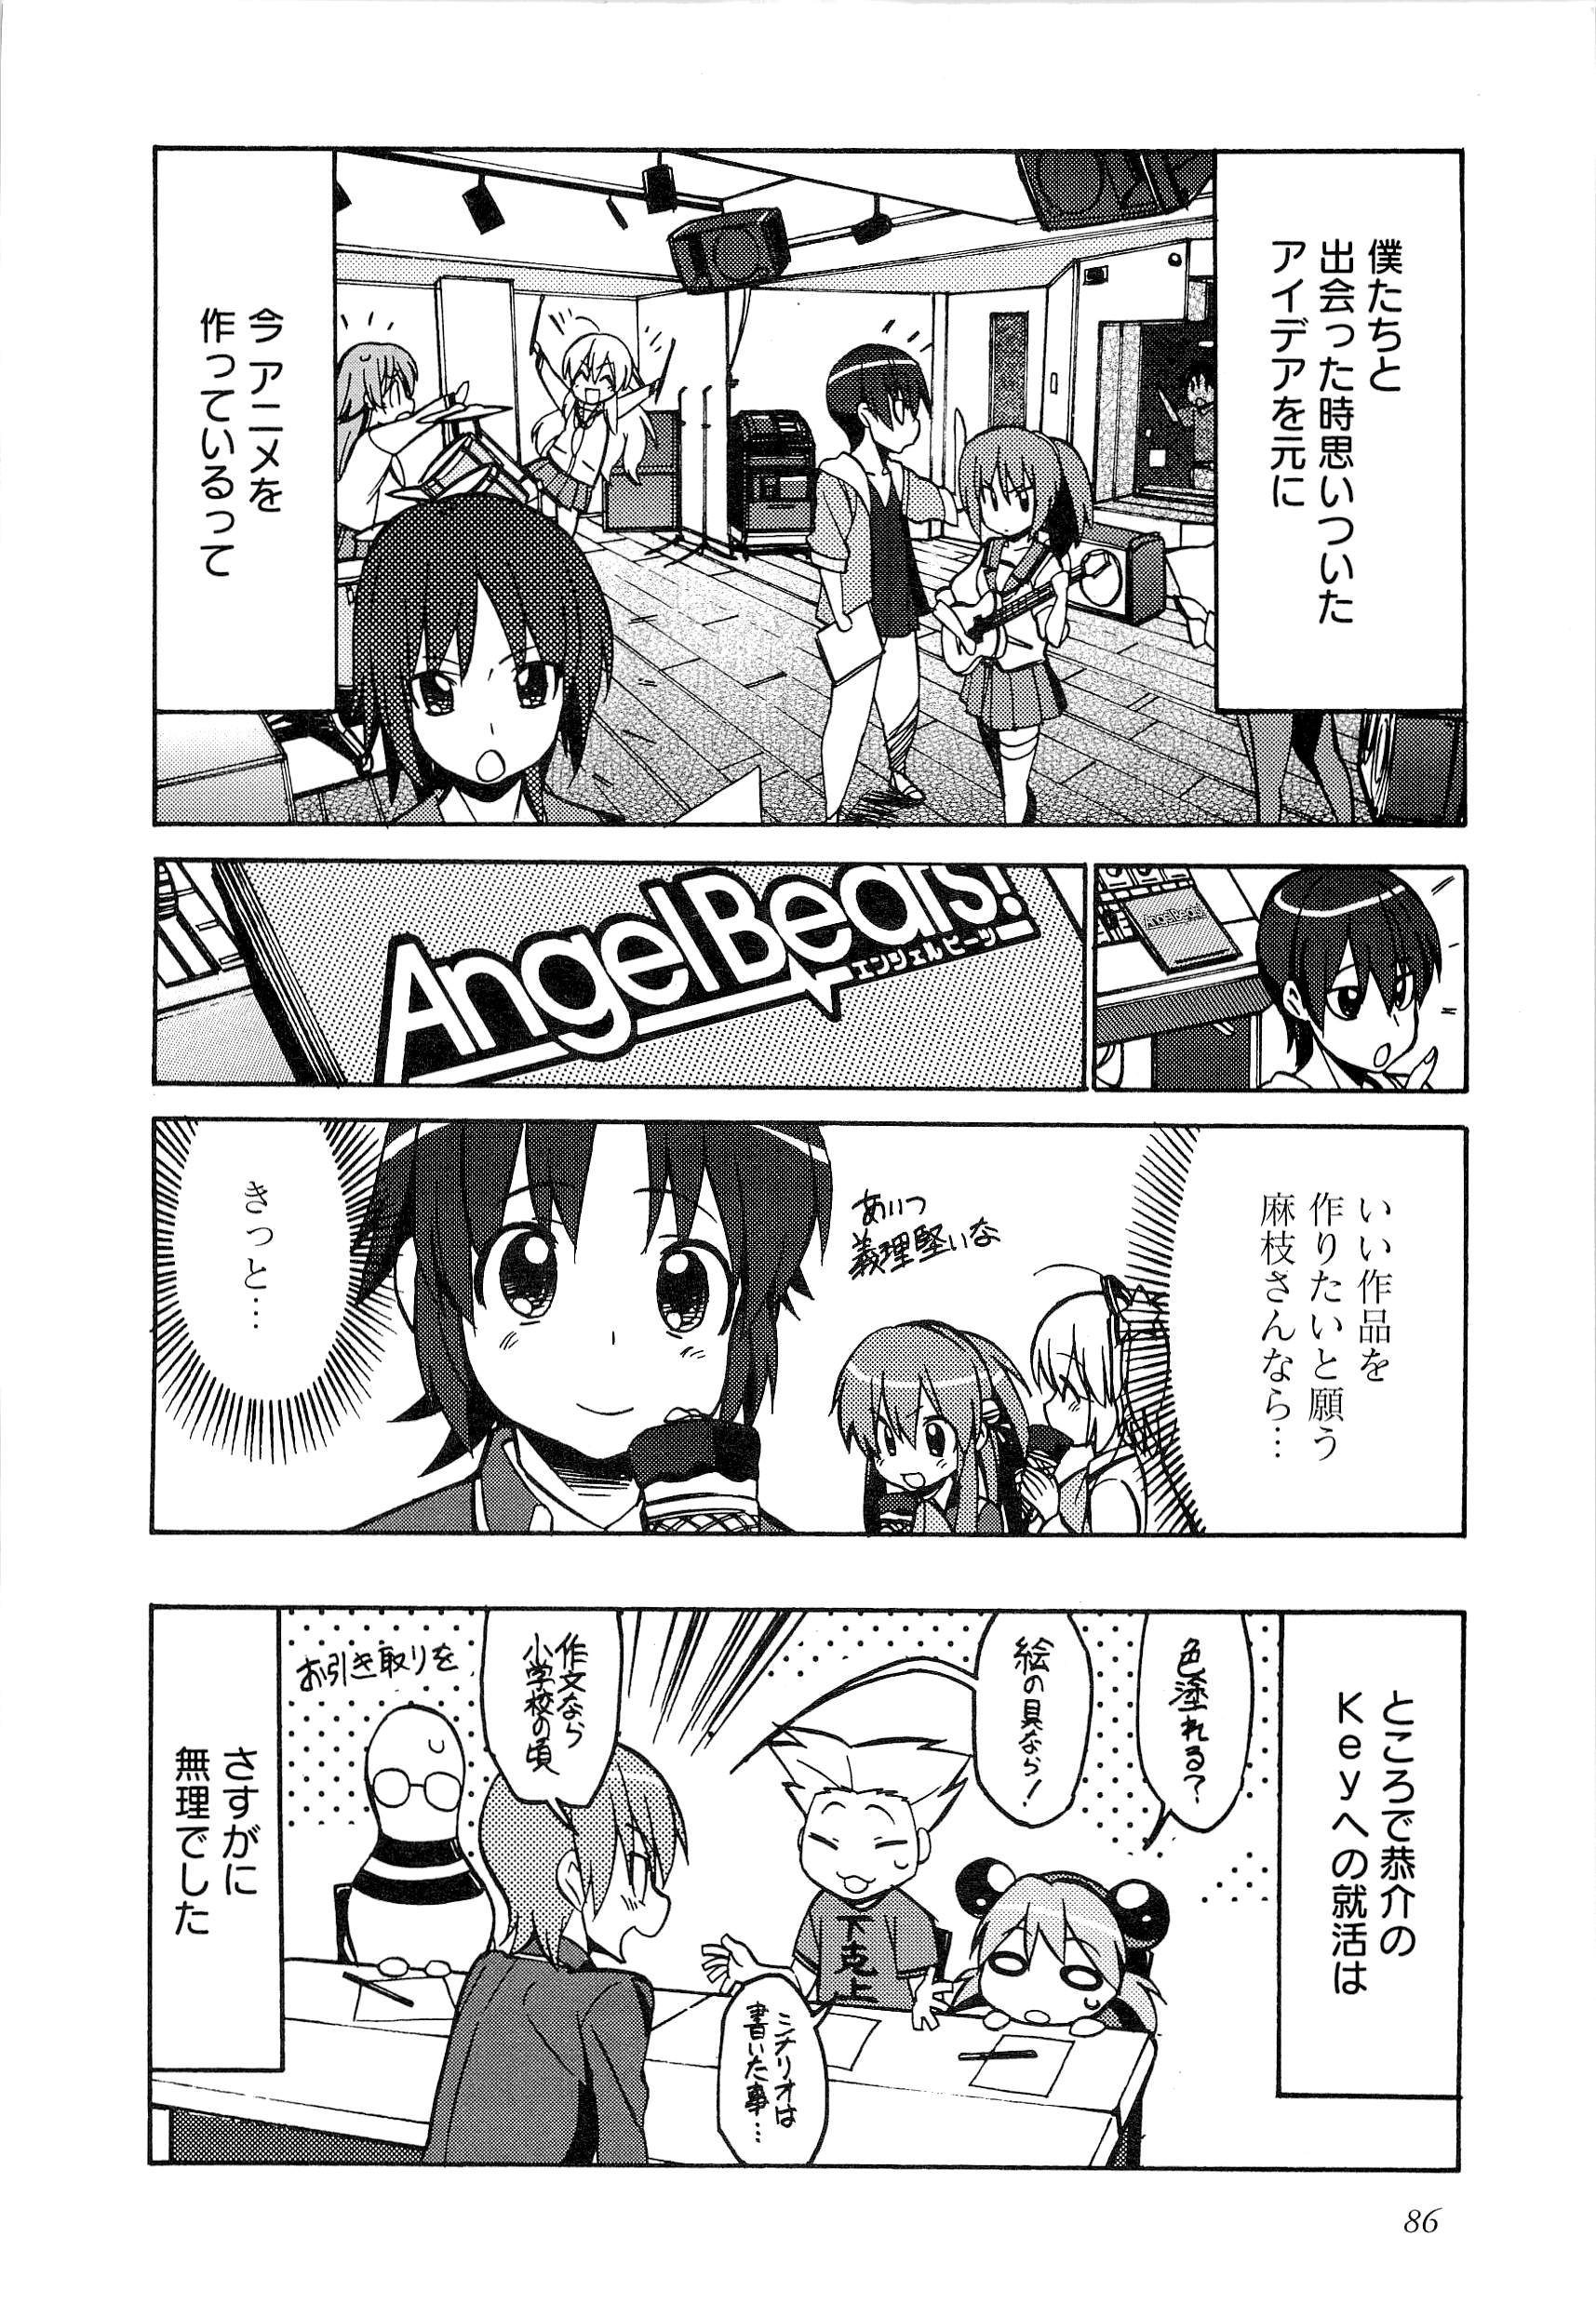 僕たちと
出会った時思いついた
アイデアを元に
今 アニメを
作っているって
AngelBeats!
AngelBeats!
エンジェルビーツ
いい作品を
作りたいと願う
麻枝さんなら…
あいつ
義理堅いな
きっと…
ところで恭介の
Keyへの就活は
色塗れる?
絵の具なら!
下克上
シナリオは
書いた事…
作文なら
小学校の頃
お引き取りを
さすがに
無理でした
86